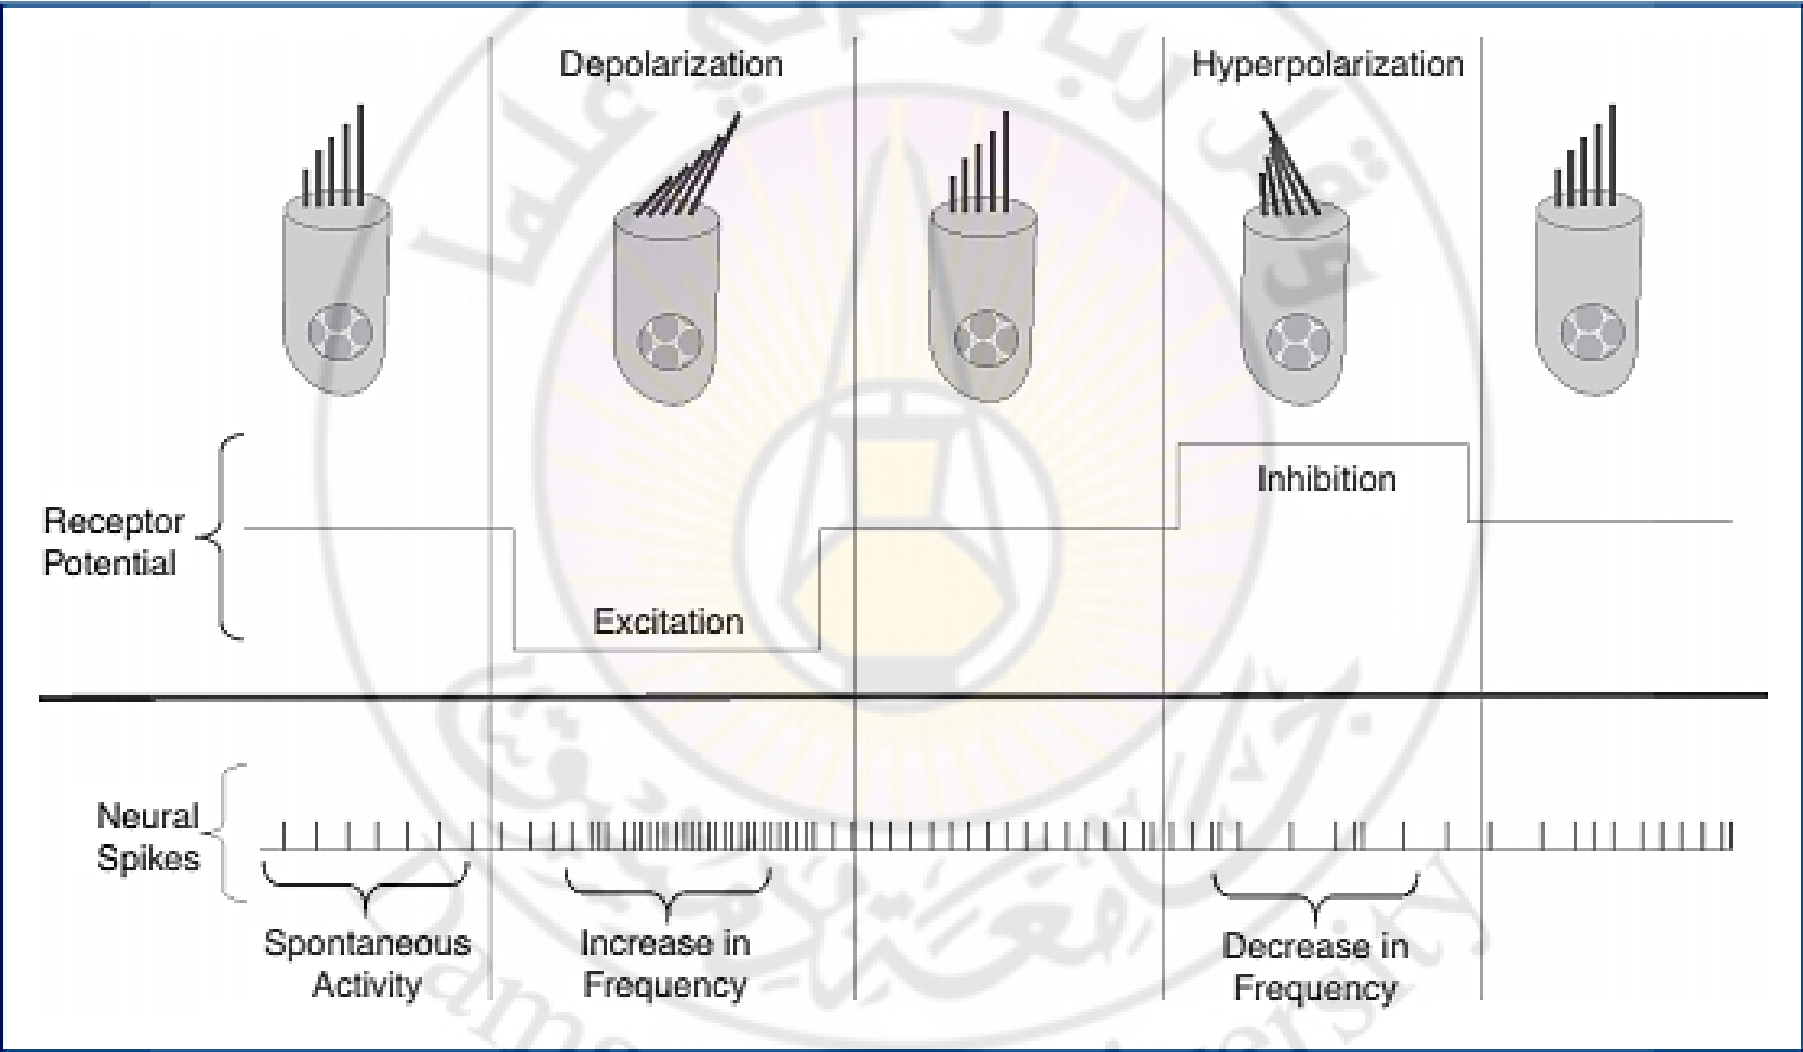 Depolarization
Hyperpolarization
Receptor
Potential
Inhibition
Excitation
Neural
Spikes
Spontaneous
Activity
Increase in
Frequency
Decrease in
Frequency